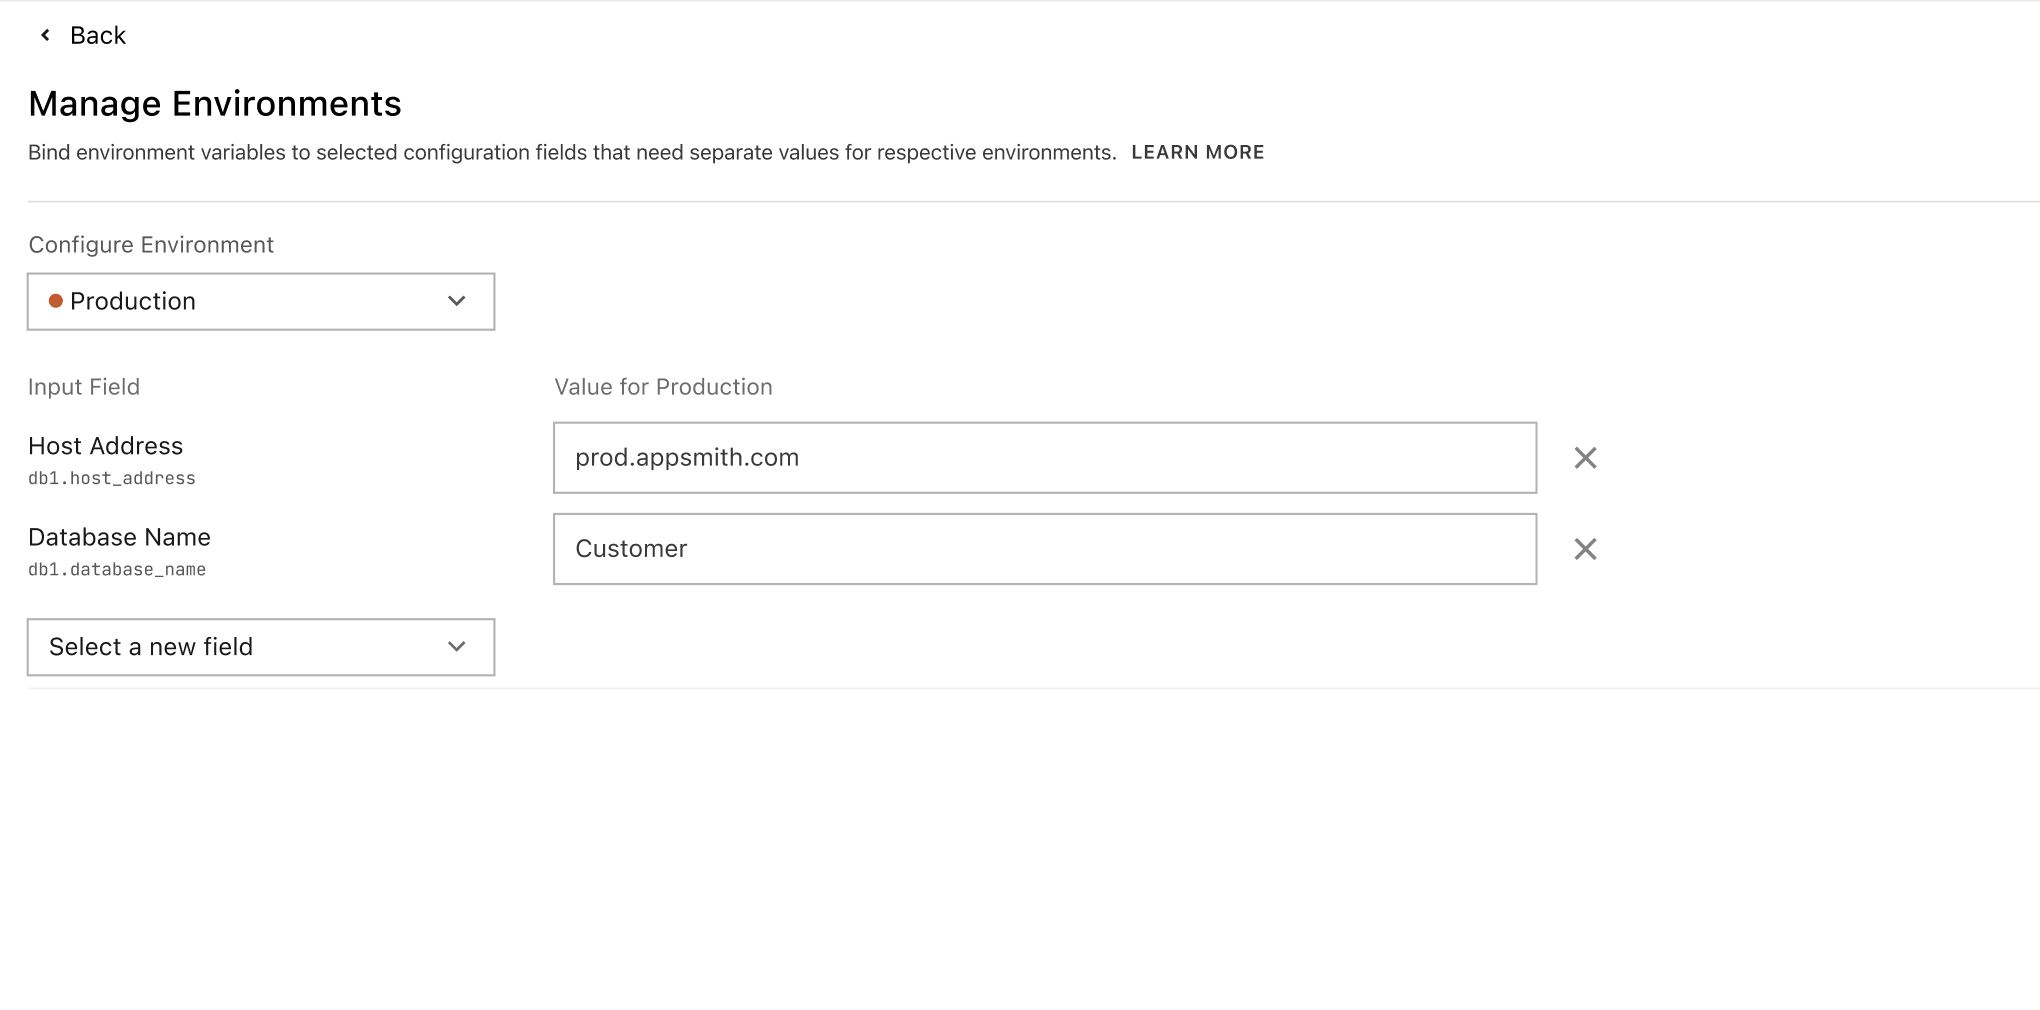 Back
Manage Environments
Bind environment variables to selected configuration fields that need separate values for respective environments. LEARN MORE
Configure Environment
Production
Input Field
Value for Production
Host Address
db1.host_address
prod.appsmith.com
Database Name
db1.database_name
Customer
Select a new field